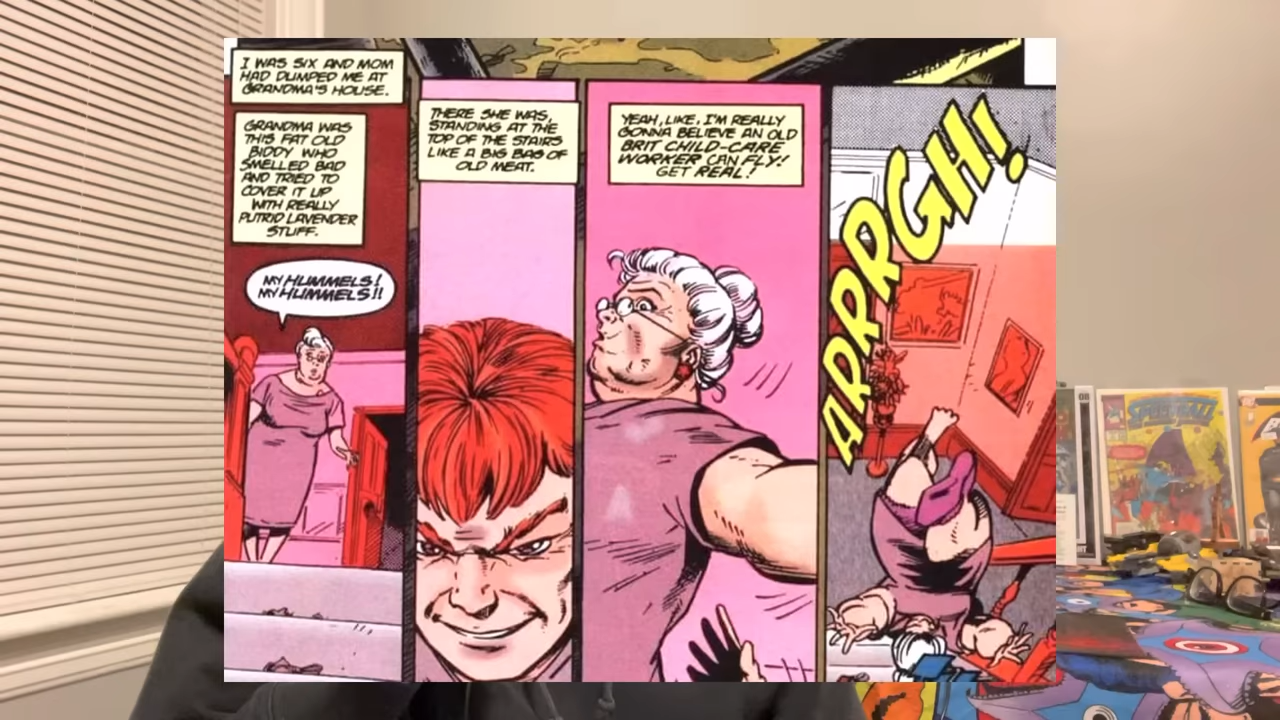 I WAS SIX AND MOM
HAD DUMPED ME AT
GRANDMA'S HOUSE.
GRANDMA WAS
THIS FAT OLD
BIDDY WHO
SMELLED BAD
AND TRIED TO
COVER IT UP
WITH REALLY
PUTRID LAVENDER
STUFF.
MY HUMMELS!
MY HUMMELS!!
THERE SHE WAS,
STANDING AT THE
TOP OF THE STAIRS
LIKE A BIG BAG OF
OLD MEAT.
YEAH, LIKE, I'M REALLY
GONNA BELIEVE AN OLD
BRIT CHILD-CARE
WORKER CAN FLY!
GET REAL!
ARRRGH!
SPEEDBALL